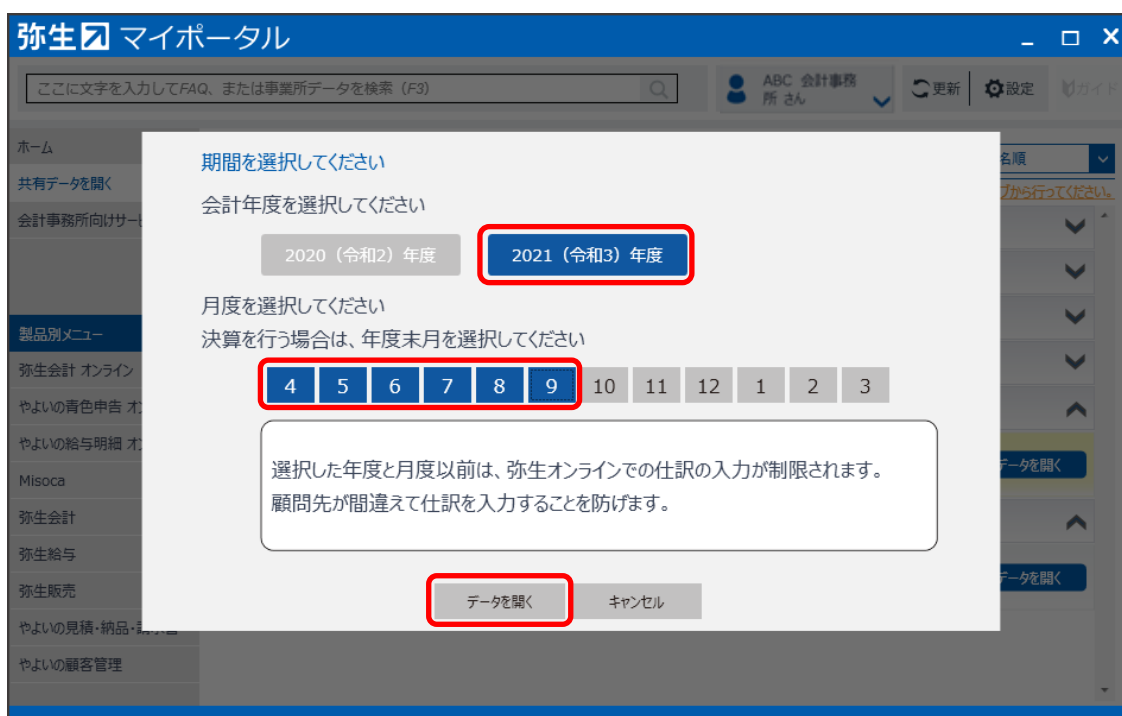 弥生 マイポータル
ここに文字を入力してFAQ、または事業所データを検索（F3）
ABC 会計事務
所 さん
更新
設定
ガイド
ホーム
共有データを開く
会計事務所向けサー
名順
ブから行ってください。
期間を選択してください
会計年度を選択してください
2020（令和2）年度
2021（令和3）年度
月度を選択してください
決算を行う場合は、年度末月を選択してください
4 5 6 7 8 9 10 11 12 1 2 3
選択した年度と月度以前は、弥生オンラインでの仕訳の入力が制限されます。
顧問先が間違えて仕訳を入力することを防げます。
データを開く
キャンセル
製品別メニュー
弥生会計 オンライン
やよいの青色申告 オ
やよいの給与明細 オ
Misoca
弥生会計
弥生給与
弥生販売
やよいの見積・納品・
やよいの顧客管理
データを開く
データを開く